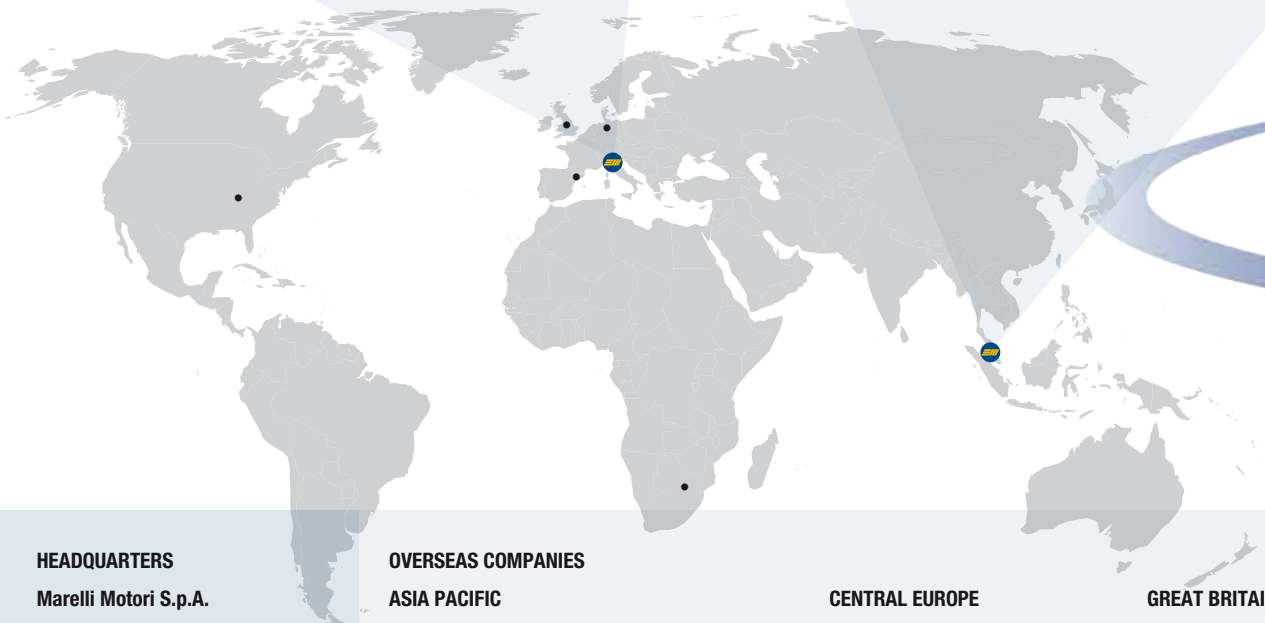 HEADQUARTERS
Marelli Motori S.p.A.
OVERSEAS COMPANIES
ASIA PACIFIC
CENTRAL EUROPE
GREAT BRITAI